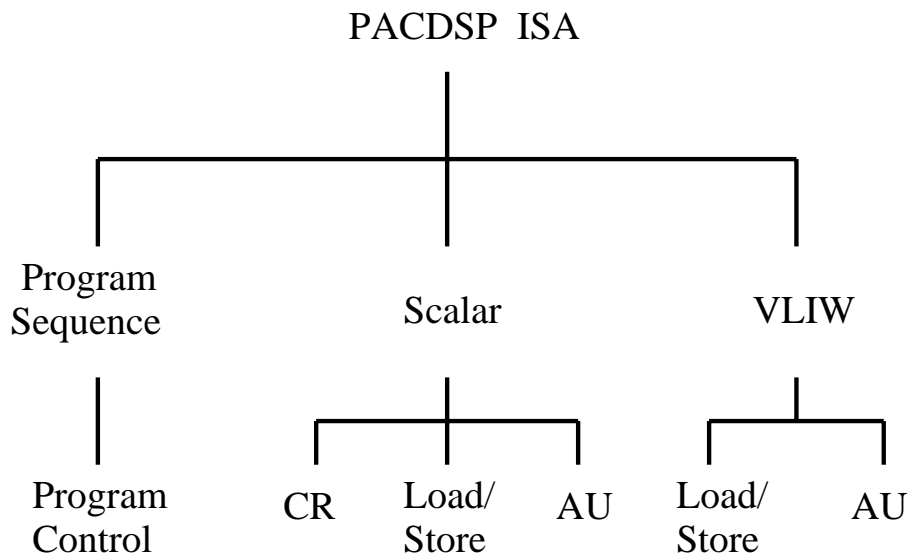 PACDSP ISA
Program
Sequence
Scalar
VLIW
Program
Control
CR
Load/
Store
AU
Load/
Store
AU